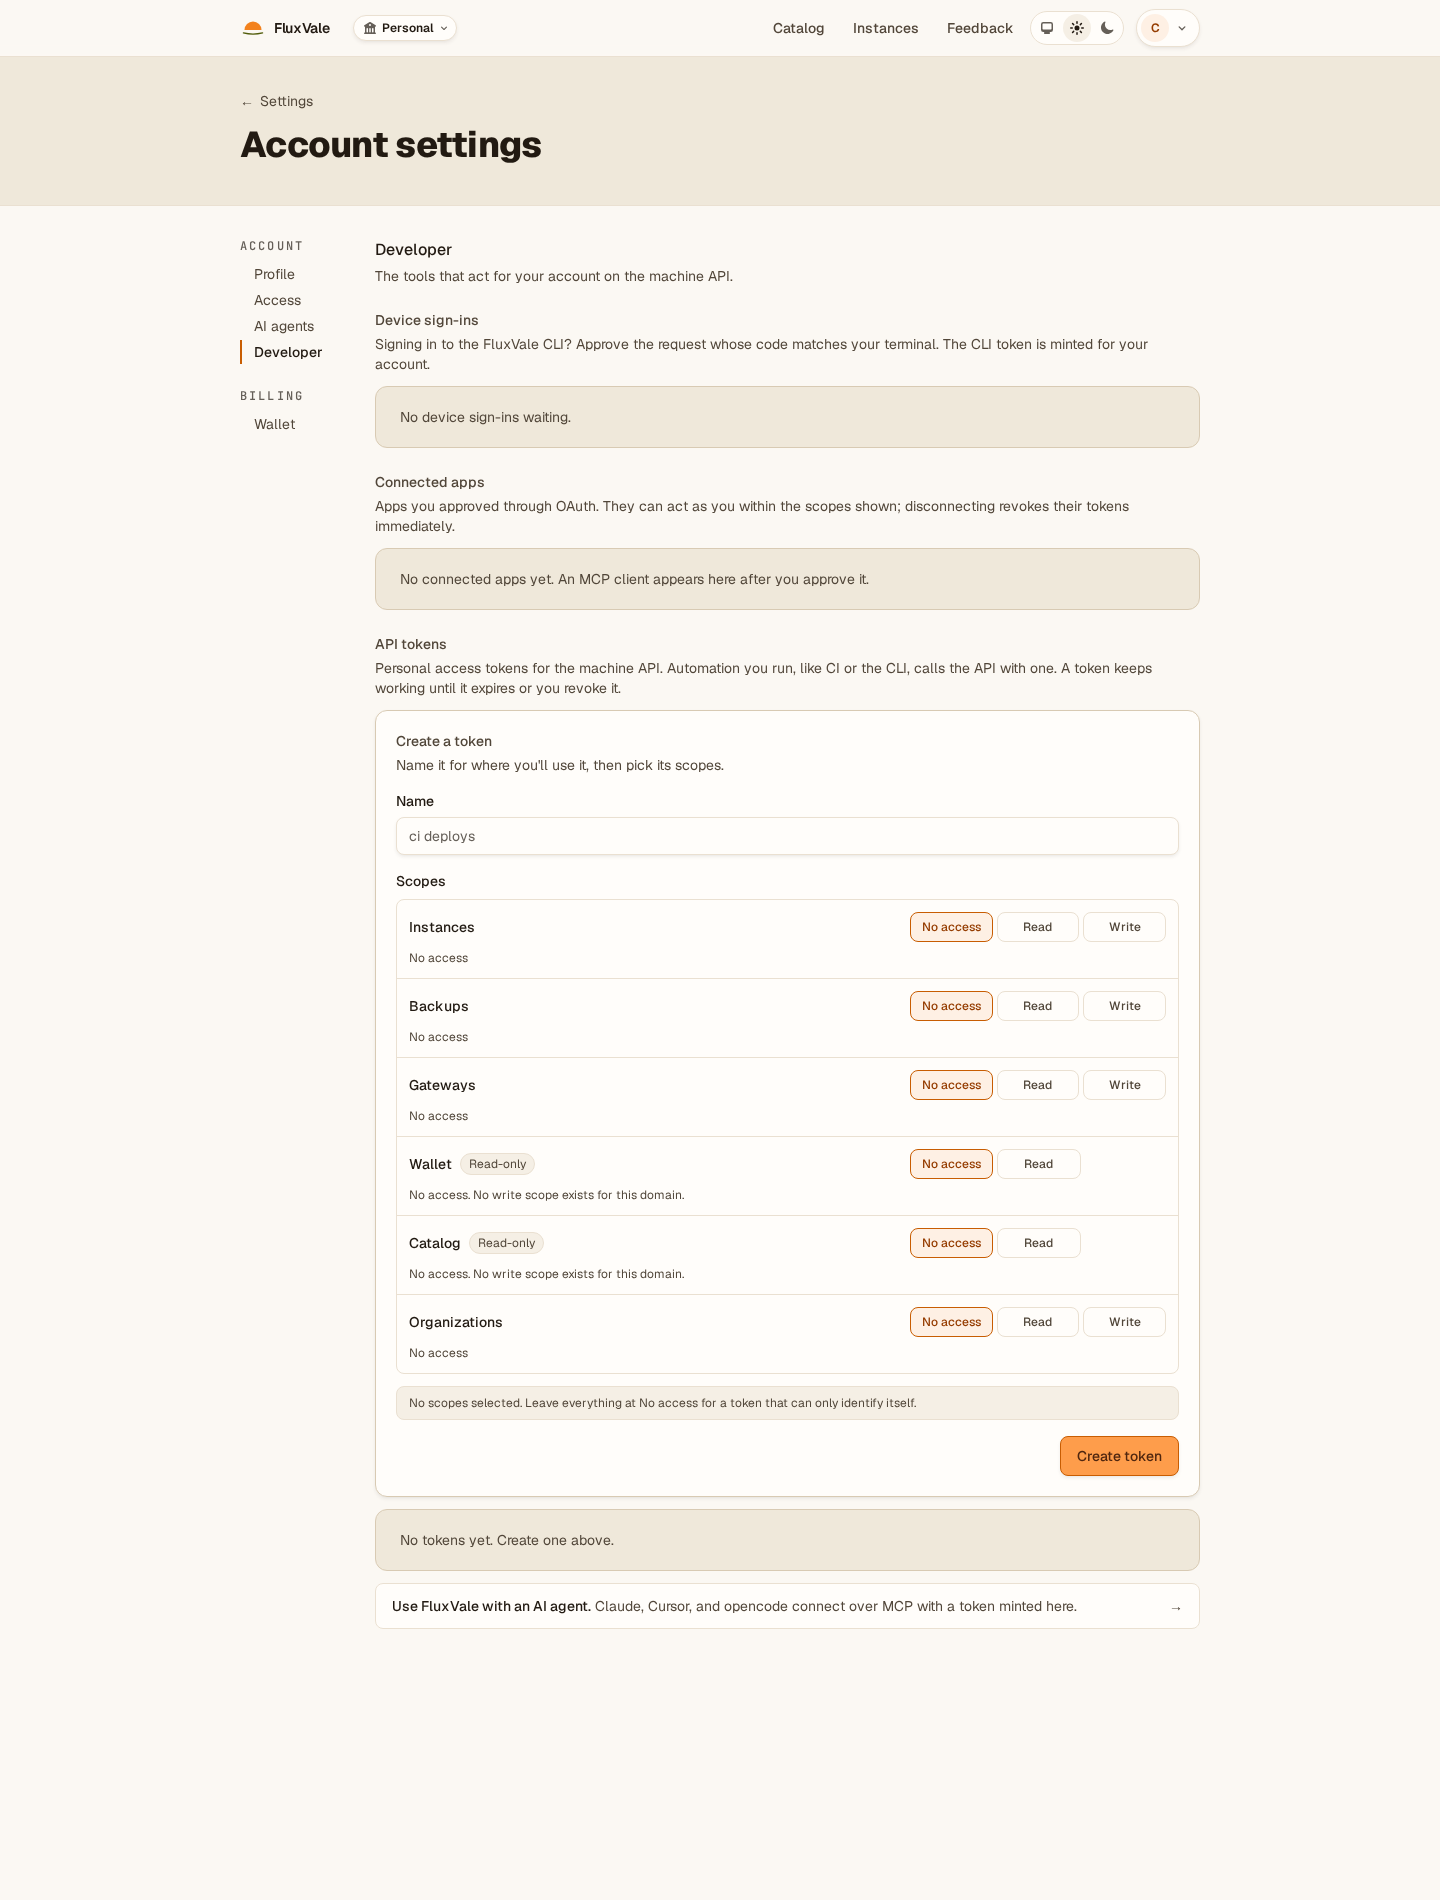 FluxVale
Personal
Catalog
Instances
Feedback
C
← Settings
Account settings
ACCOUNT
Profile
Access
AI agents
Developer
BILLING
Wallet
Developer
The tools that act for your account on the machine API.
Device sign-ins
Signing in to the FluxVale CLI? Approve the request whose code matches your terminal. The CLI token is minted for your
account.
No device sign-ins waiting.
Connected apps
Apps you approved through OAuth. They can act as you within the scopes shown; disconnecting revokes their tokens
immediately.
No connected apps yet. An MCP client appears here after you approve it.
API tokens
Personal access tokens for the machine API. Automation you run, like CI or the CLI, calls the API with one. A token keeps
working until it expires or you revoke it.
Create a token
Name it for where you'll use it, then pick its scopes.
Name
ci deploys
Scopes
Instances
No access
Read
Write
No access
Backups
No access
Read
Write
No access
Gateways
No access
Read
Write
No access
Wallet
Read-only
No access
Read
No access. No write scope exists for this domain.
Catalog
Read-only
No access
Read
No access. No write scope exists for this domain.
Organizations
No access
Read
Write
No access
No scopes selected. Leave everything at No access for a token that can only identify itself.
Create token
No tokens yet. Create one above.
Use FluxVale with an AI agent. Claude, Cursor, and opencode connect over MCP with a token minted here. →